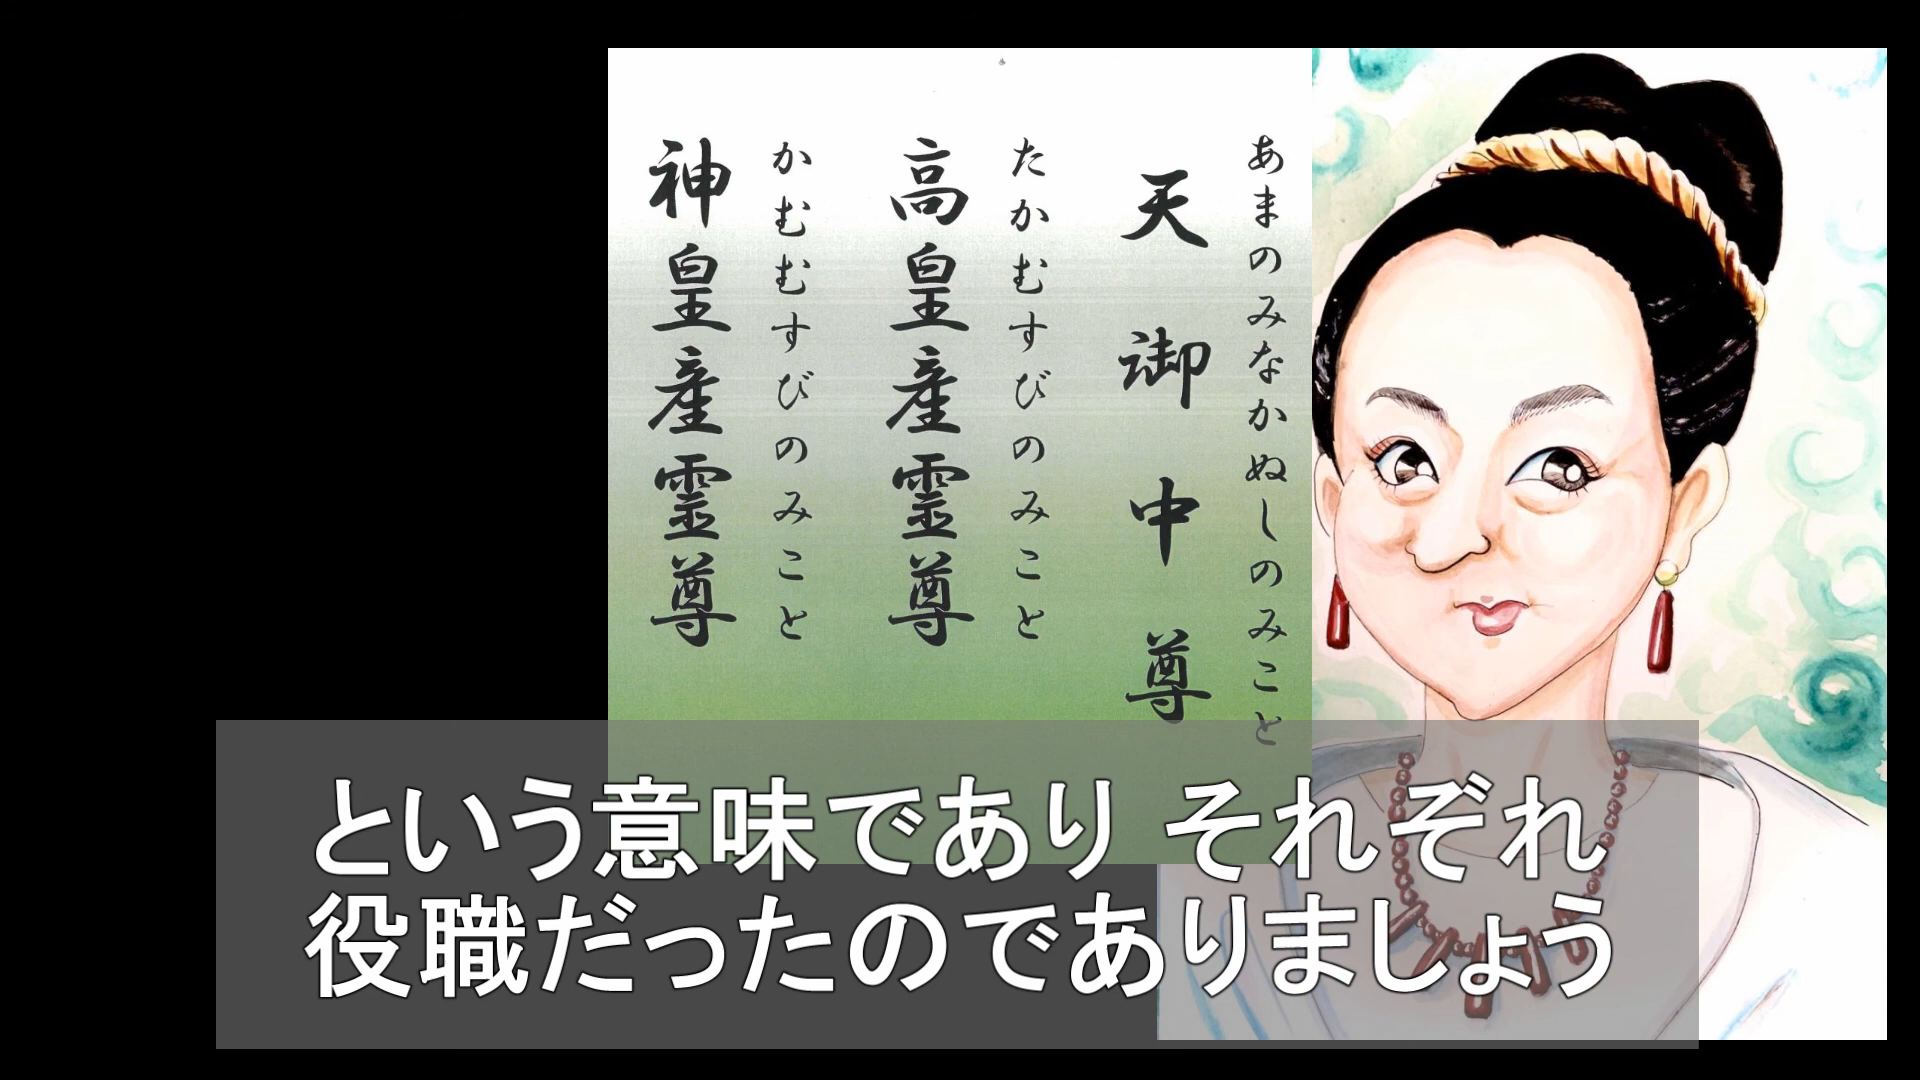 あまのみなかぬしのみこと
天御中尊
たかむすびのみこと
高皇産霊尊
かむむすびのみこと
神皇産霊尊
という意味であり それぞれ
役職だったのでありましょう